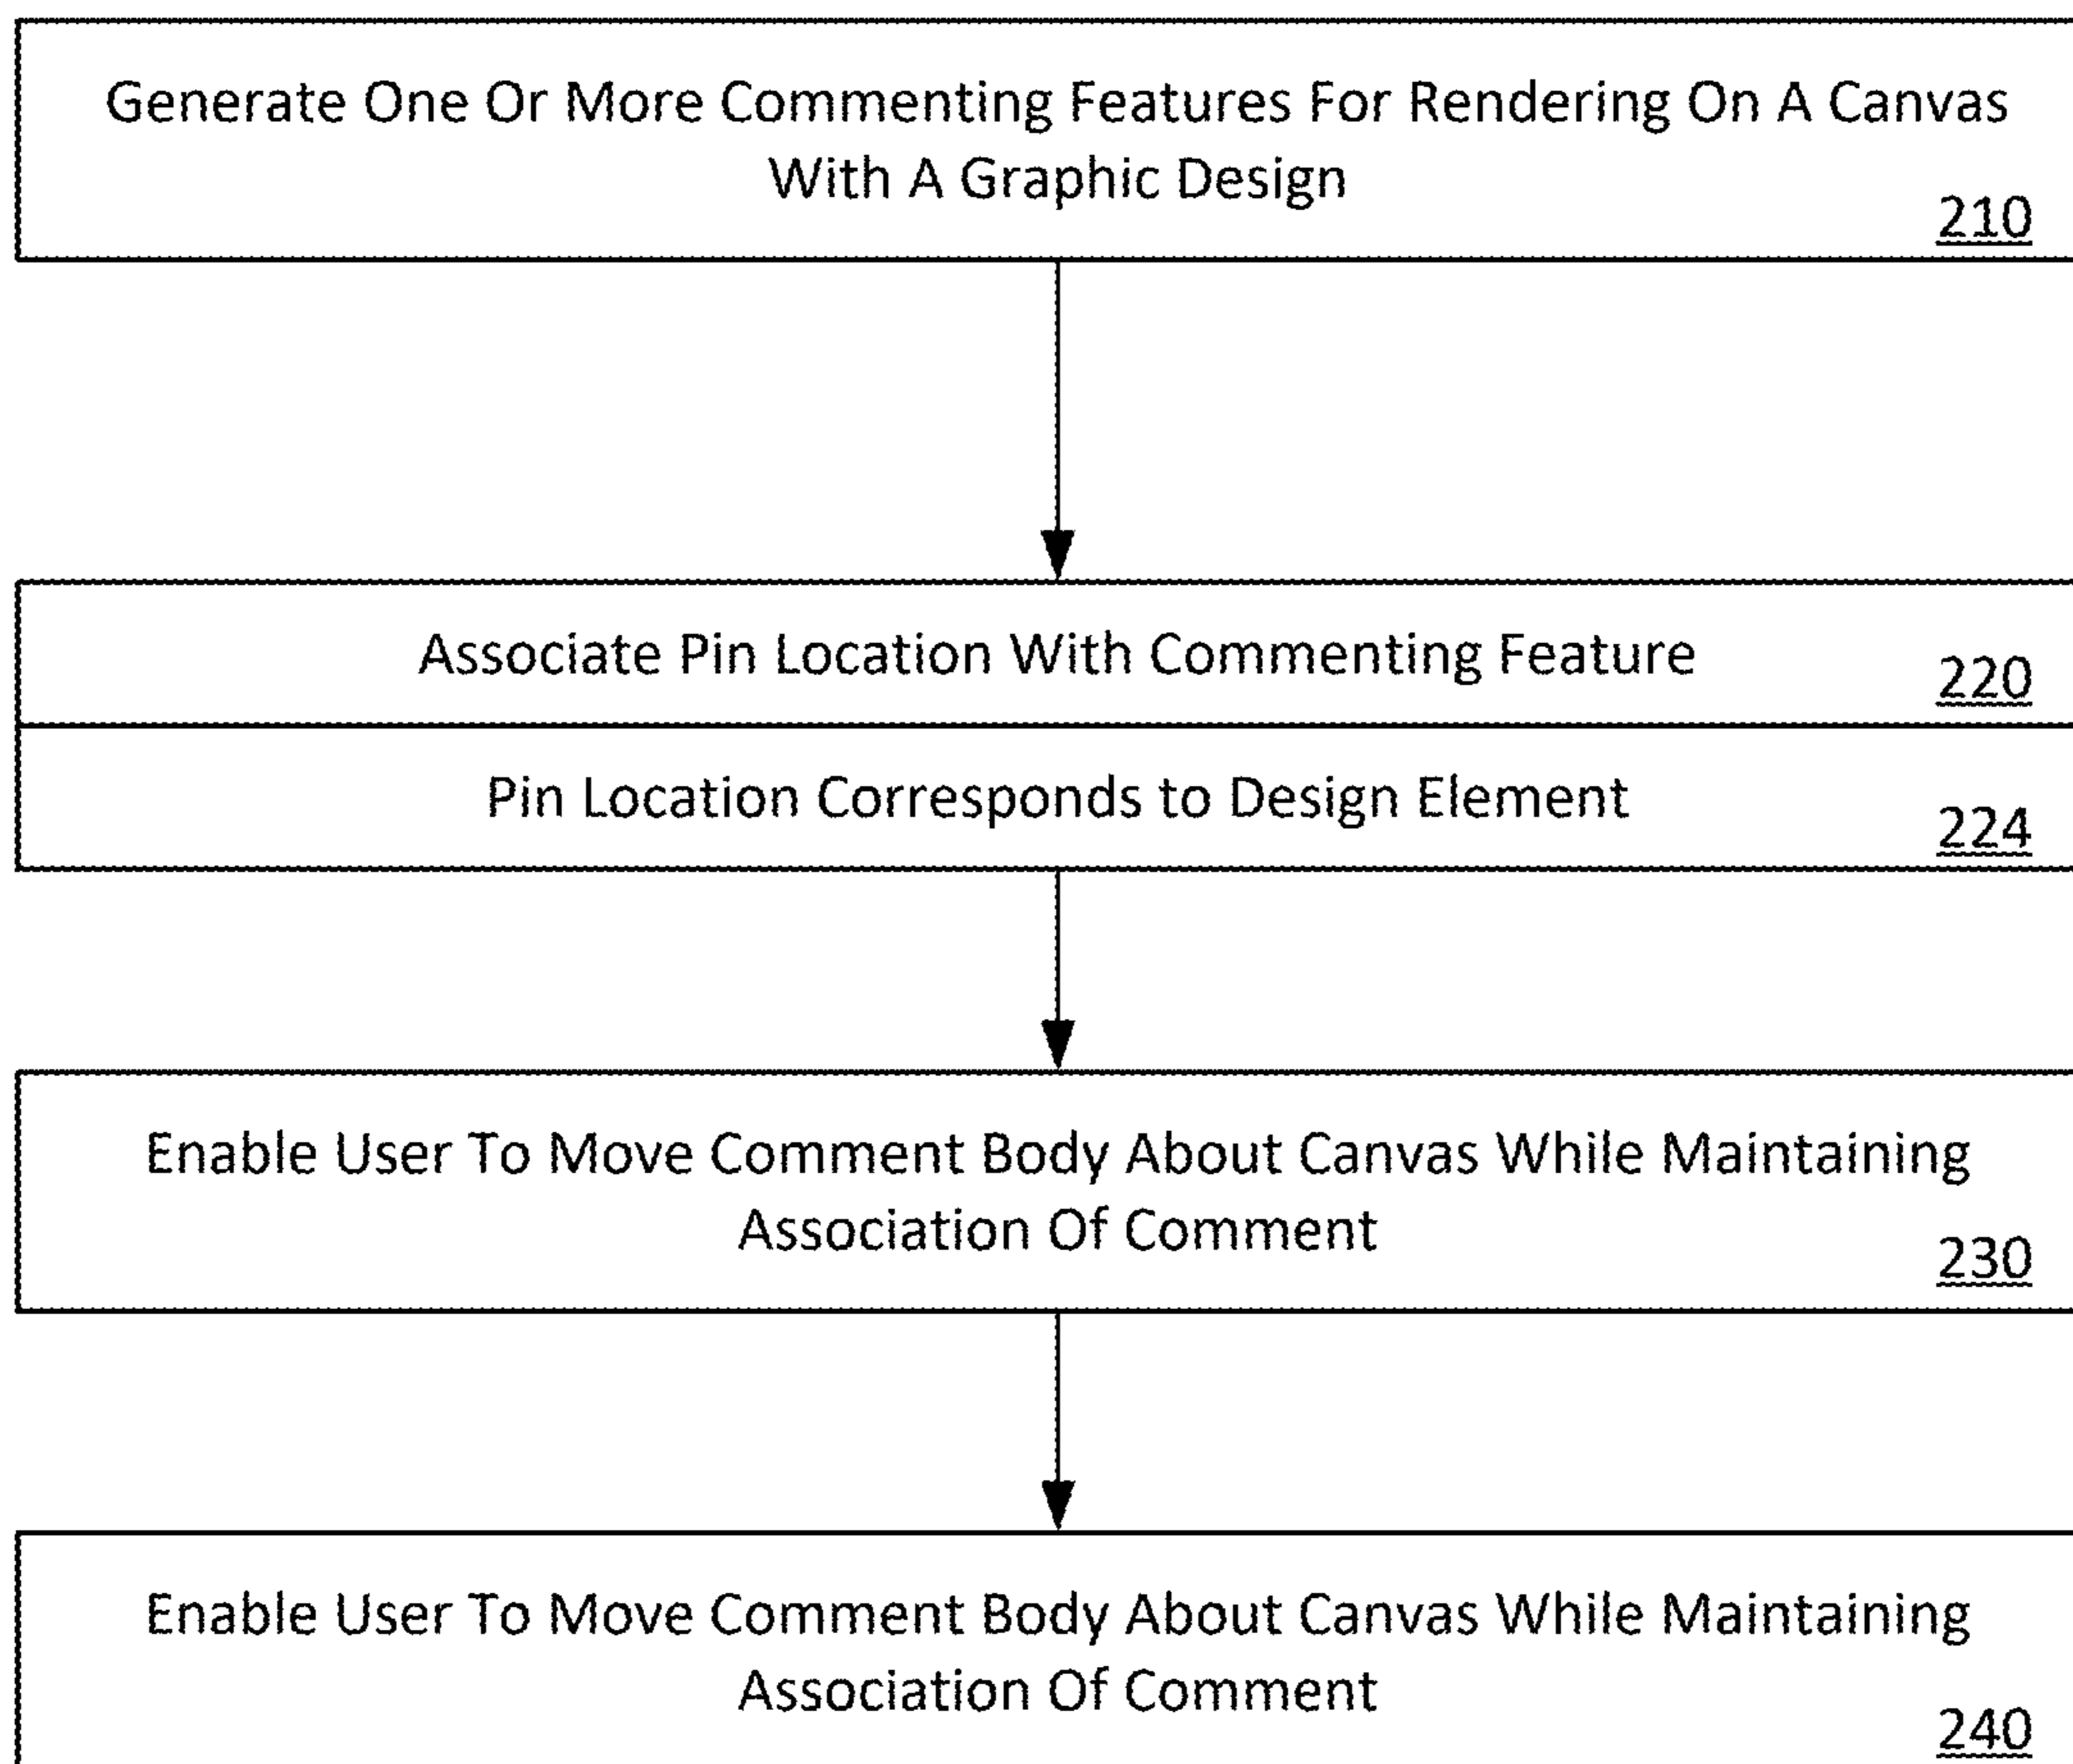 Generate One Or More Commenting Features For Rendering On A Canvas
With A Graphic Design
210
Associate Pin Location With Commenting Feature
220
Pin Location Corresponds to Design Element
224
Enable User To Move Comment Body About Canvas While Maintaining
Association Of Comment
230
Enable User To Move Comment Body About Canvas While Maintaining
Association Of Comment
240